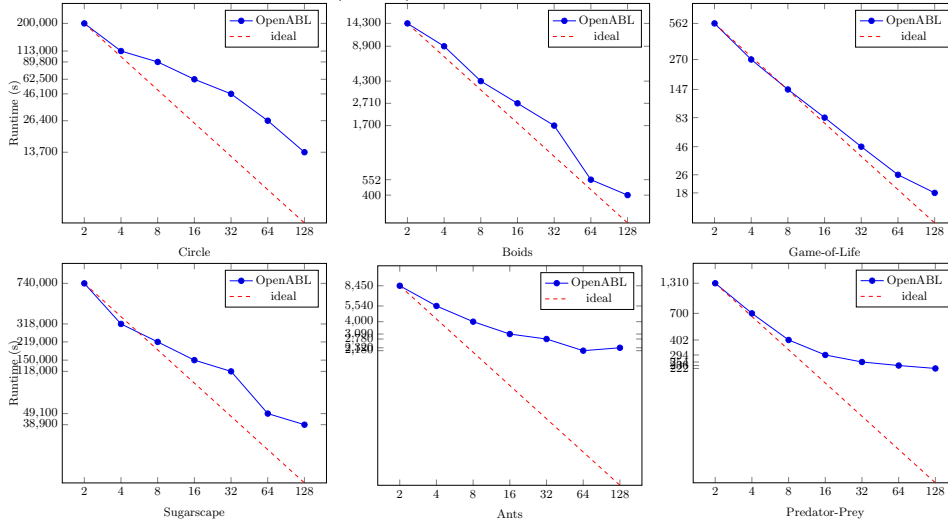 200,000
113,000
89,800
62,500
46,100
26,400
13,700
Runtime (s)
OpenABL
ideal
2 4 8 16 32 64 128
Circle
14,300
8,900
4,300
2,710
1,700
552
400
OpenABL
ideal
2 4 8 16 32 64 128
Boids
562
270
147
83
46
26
18
OpenABL
ideal
2 4 8 16 32 64 128
Game-of-Life
740,000
318,000
219,000
150,000
118,000
49,100
38,900
Runtime (s)
OpenABL
ideal
2 4 8 16 32 64 128
Sugarscape
8,450
5,540
4,000
3,090
2,780
OpenABL
ideal
2 4 8 16 32 64 128
Ants
1,310
700
402
294
OpenABL
ideal
2 4 8 16 32 64 128
Predator-Prey